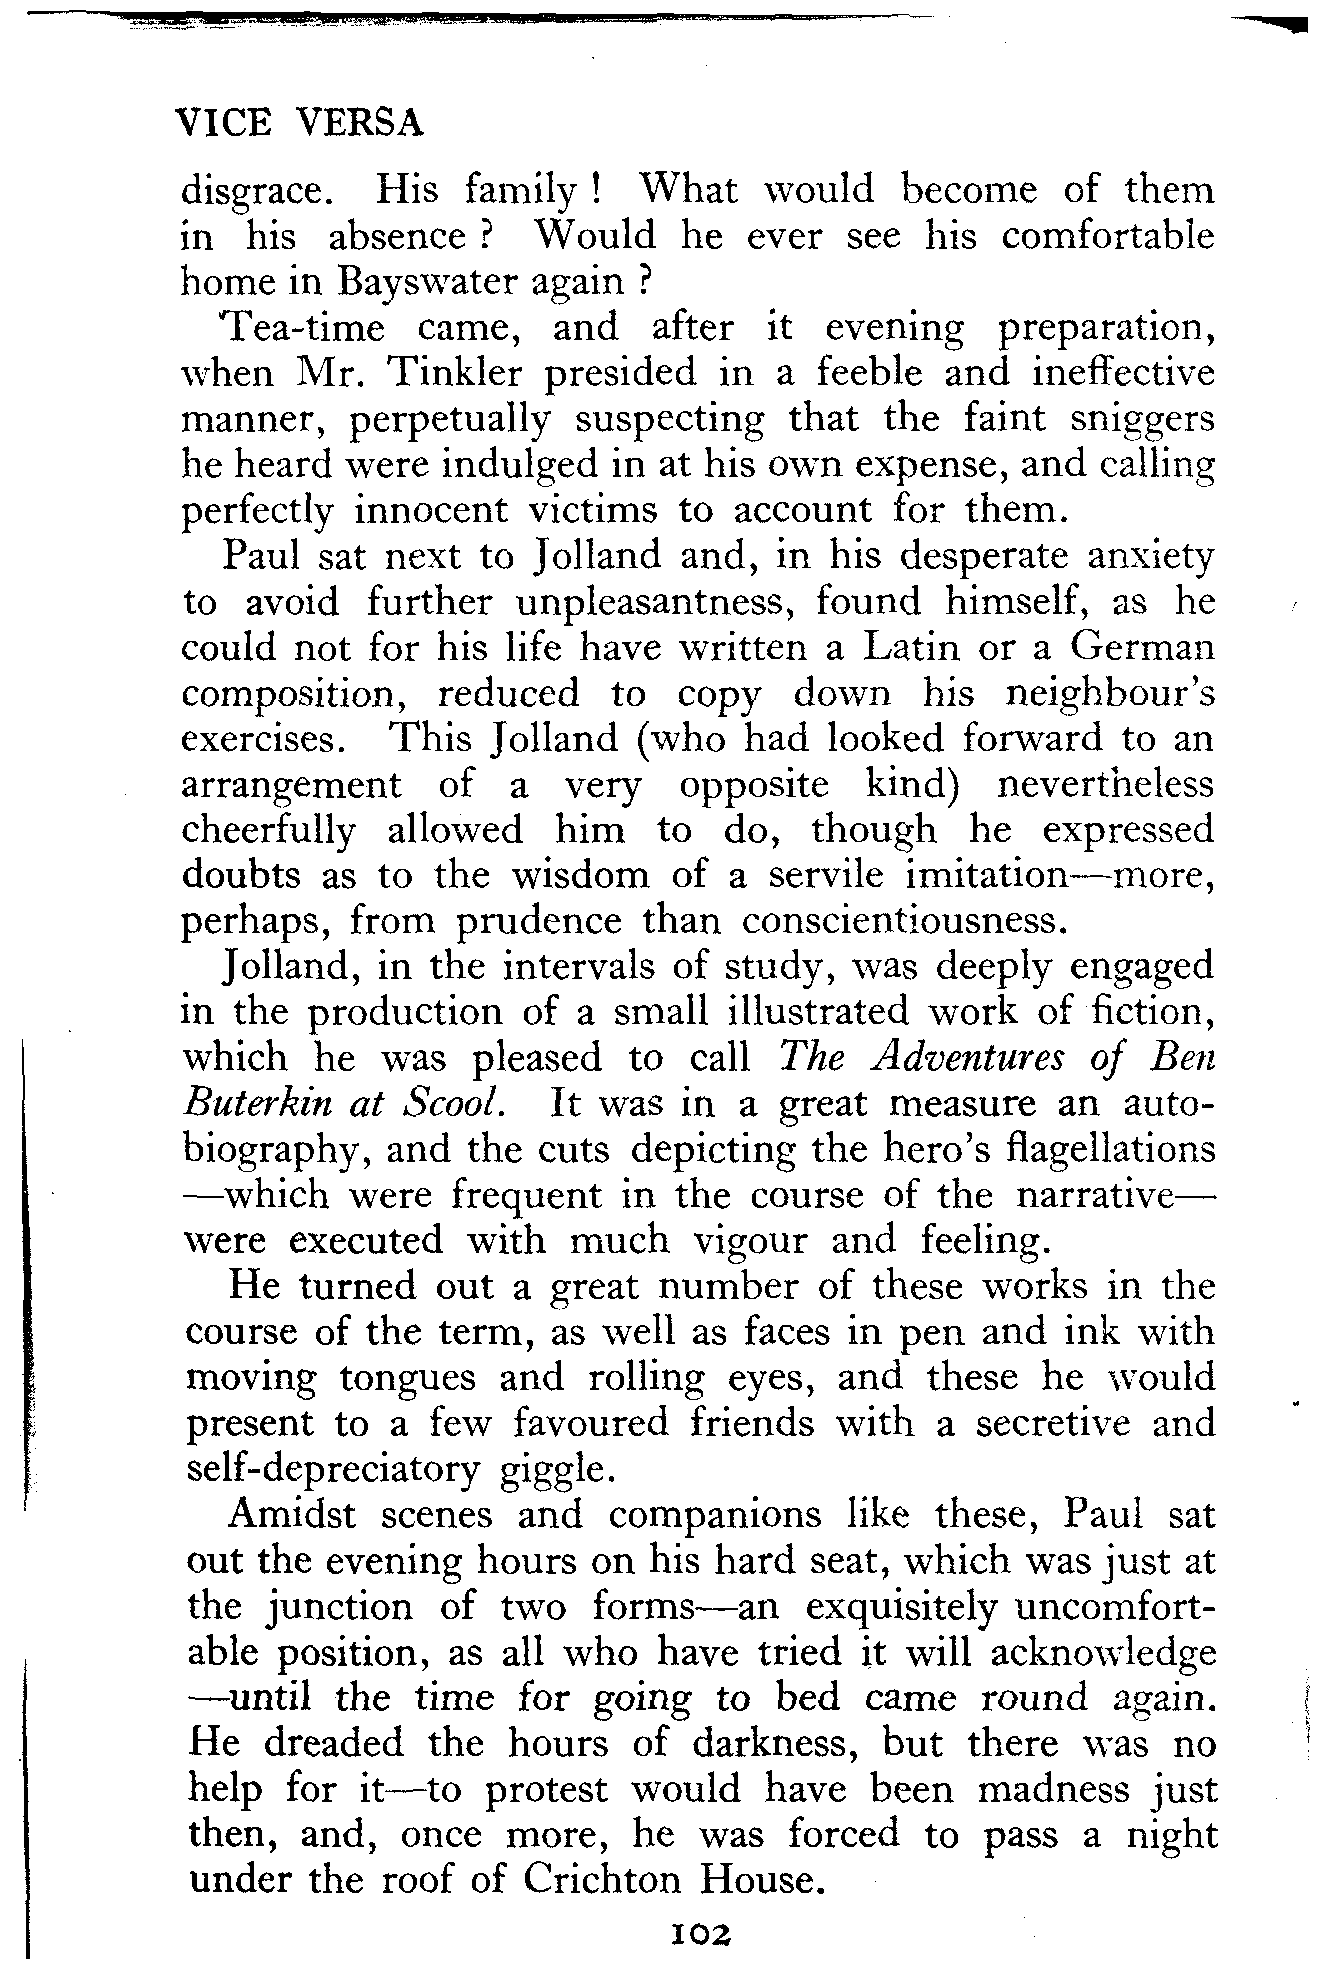 VICE VERSA
disgrace. His family ! What would become of them
in his absence ? Would he ever see his comfortable
home in Bayswater again ?
Tea-time came, and after it evening preparation,
when Mr. Tinkler presided in a feeble and ineffective
manner, perpetually suspecting that the faint sniggers
he heard were indulged in at his own expense, and calling
perfectly innocent victims to account for them.
Paul sat next to Jolland and, in his desperate anxiety
to avoid further unpleasantness, found himself, as he
could not for his life have written a Latin or a German
composition, reduced to copy down his neighbour's
exercises. This Jolland (who had looked forward to an
arrangement of a very opposite kind) nevertheless
cheerfully allowed him to do, though he expressed
doubts as to the wisdom of a servile imitation—more,
perhaps, from prudence than conscientiousness.
Jolland, in the intervals of study, was deeply engaged
in the production of a small illustrated work of fiction,
which he was pleased to call The Adventures of Ben
Buterkin at Scool. It was in a great measure an auto-
biography, and the cuts depicting the hero's flagellations
—which were frequent in the course of the narrative—
were executed with much vigour and feeling.
He turned out a great number of these works in the
course of the term, as well as faces in pen and ink with
moving tongues and rolling eyes, and these he would
present to a few favoured friends with a secretive and
self-depreciatory giggle.
Amidst scenes and companions like these, Paul sat
out the evening hours on his hard seat, which was just at
the junction of two forms—an exquisitely uncomfort-
able position, as all who have tried it will acknowledge
—until the time for going to bed came round again.
He dreaded the hours of darkness, but there was no
help for it—to protest would have been madness just
then, and, once more, he was forced to pass a night
under the roof of Crichton House.
102